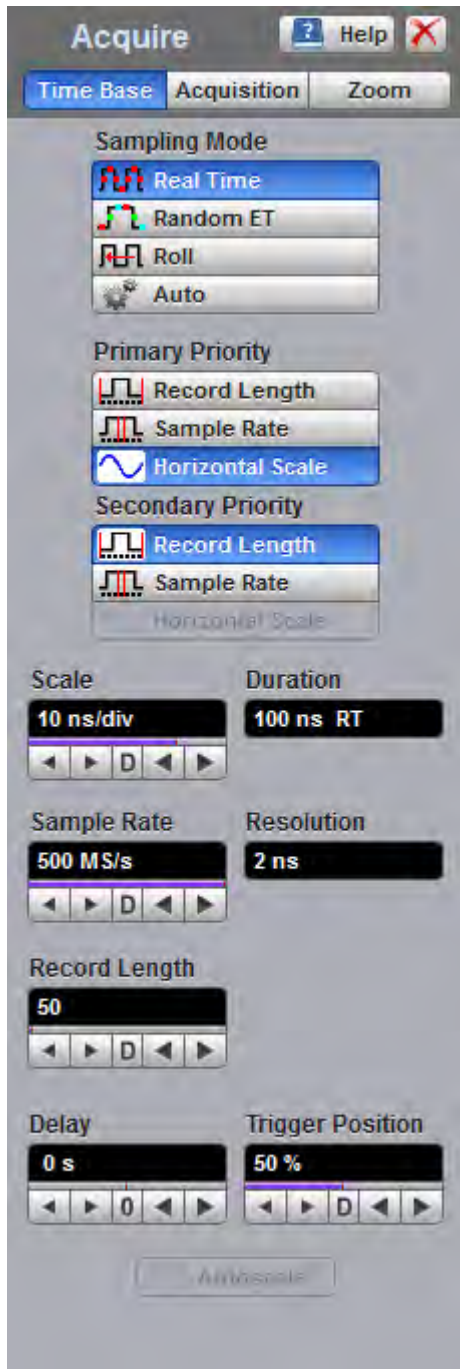 Acquire ? Help
Time Base Acquisition Zoom
Sampling Mode
Real Time
Random ET
Roll
Auto
Primary Priority
Record Length
Sample Rate
Horizontal Scale
Secondary Priority
Record Length
Sample Rate
Horizontal Scale
Scale Duration
10 ns/div 100 ns RT
D
Sample Rate Resolution
500 MS/s 2 ns
D
Record Length
50
D
Delay Trigger Position
0 s 50 %
0 D
Autoscale